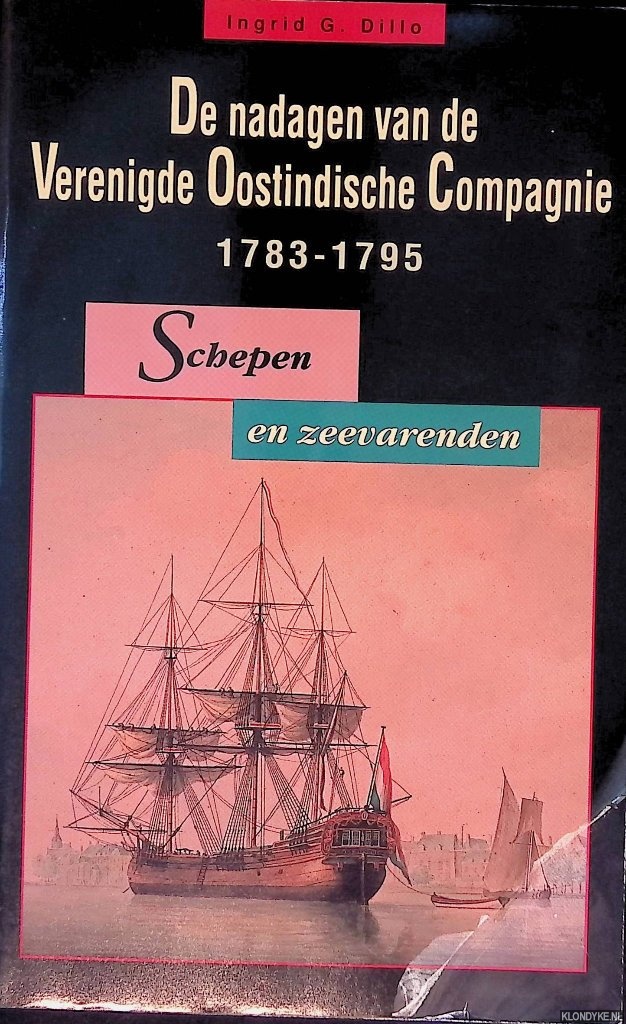 Ingrid G. Dillo
De nadagen van de
Verenigde Oostindische Compagnie
1783-1795
Schepen
en zeevarenden
KLONDYKE.NL